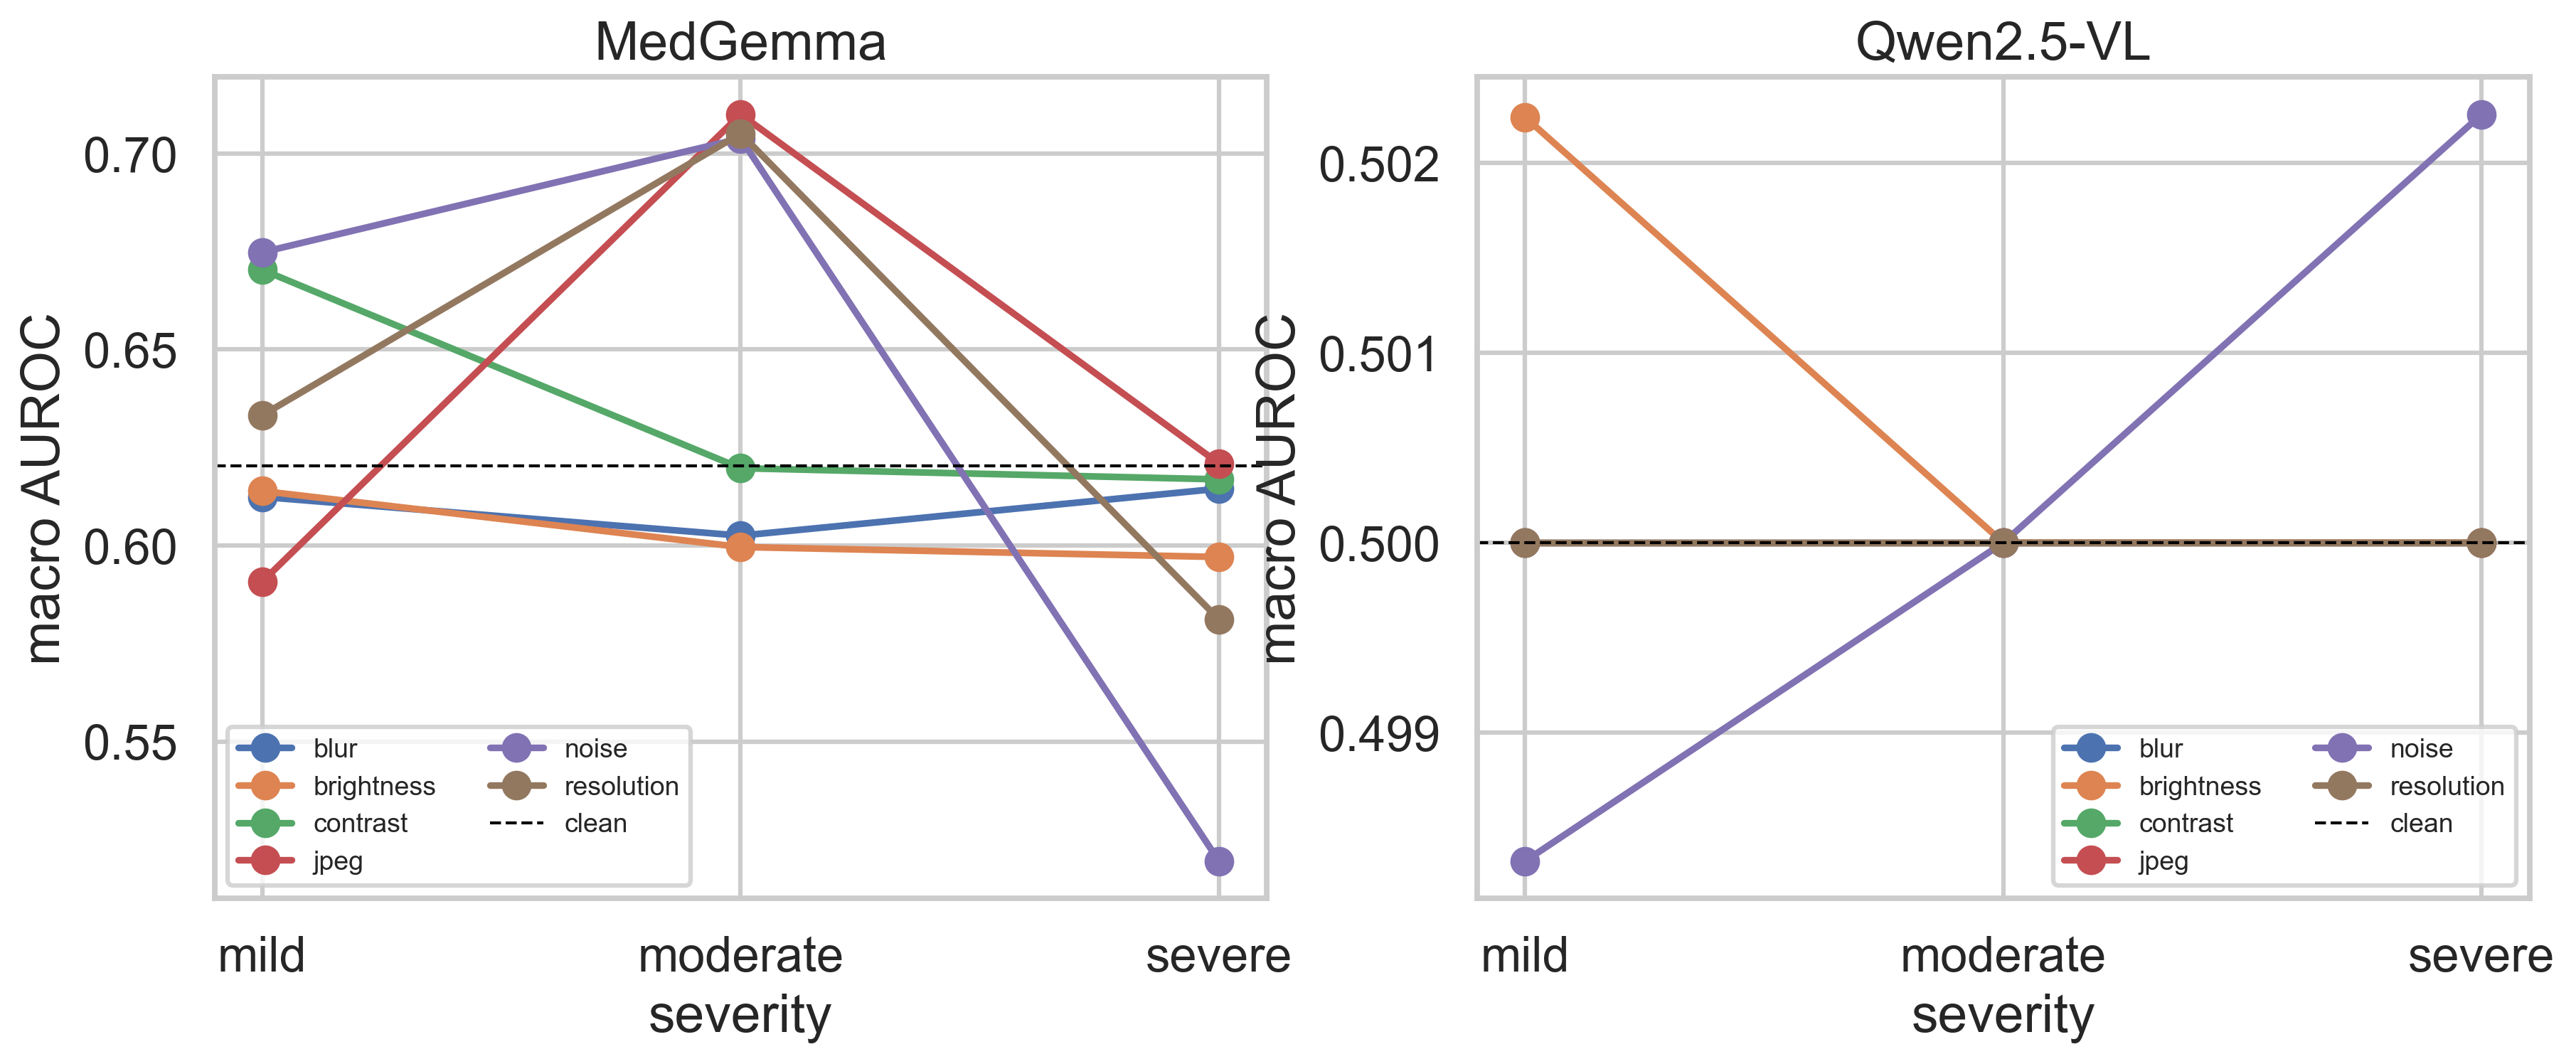 MedGemma
macro AUROC
0.70
0.65
0.60
0.55
blur
brightness
contrast
jpeg
noise
resolution
clean
mild
moderate
severe
severity
Qwen2.5-VL
macro AUROC
0.502
0.501
0.500
0.499
blur
brightness
contrast
jpeg
noise
resolution
clean
mild
moderate
severe
severity